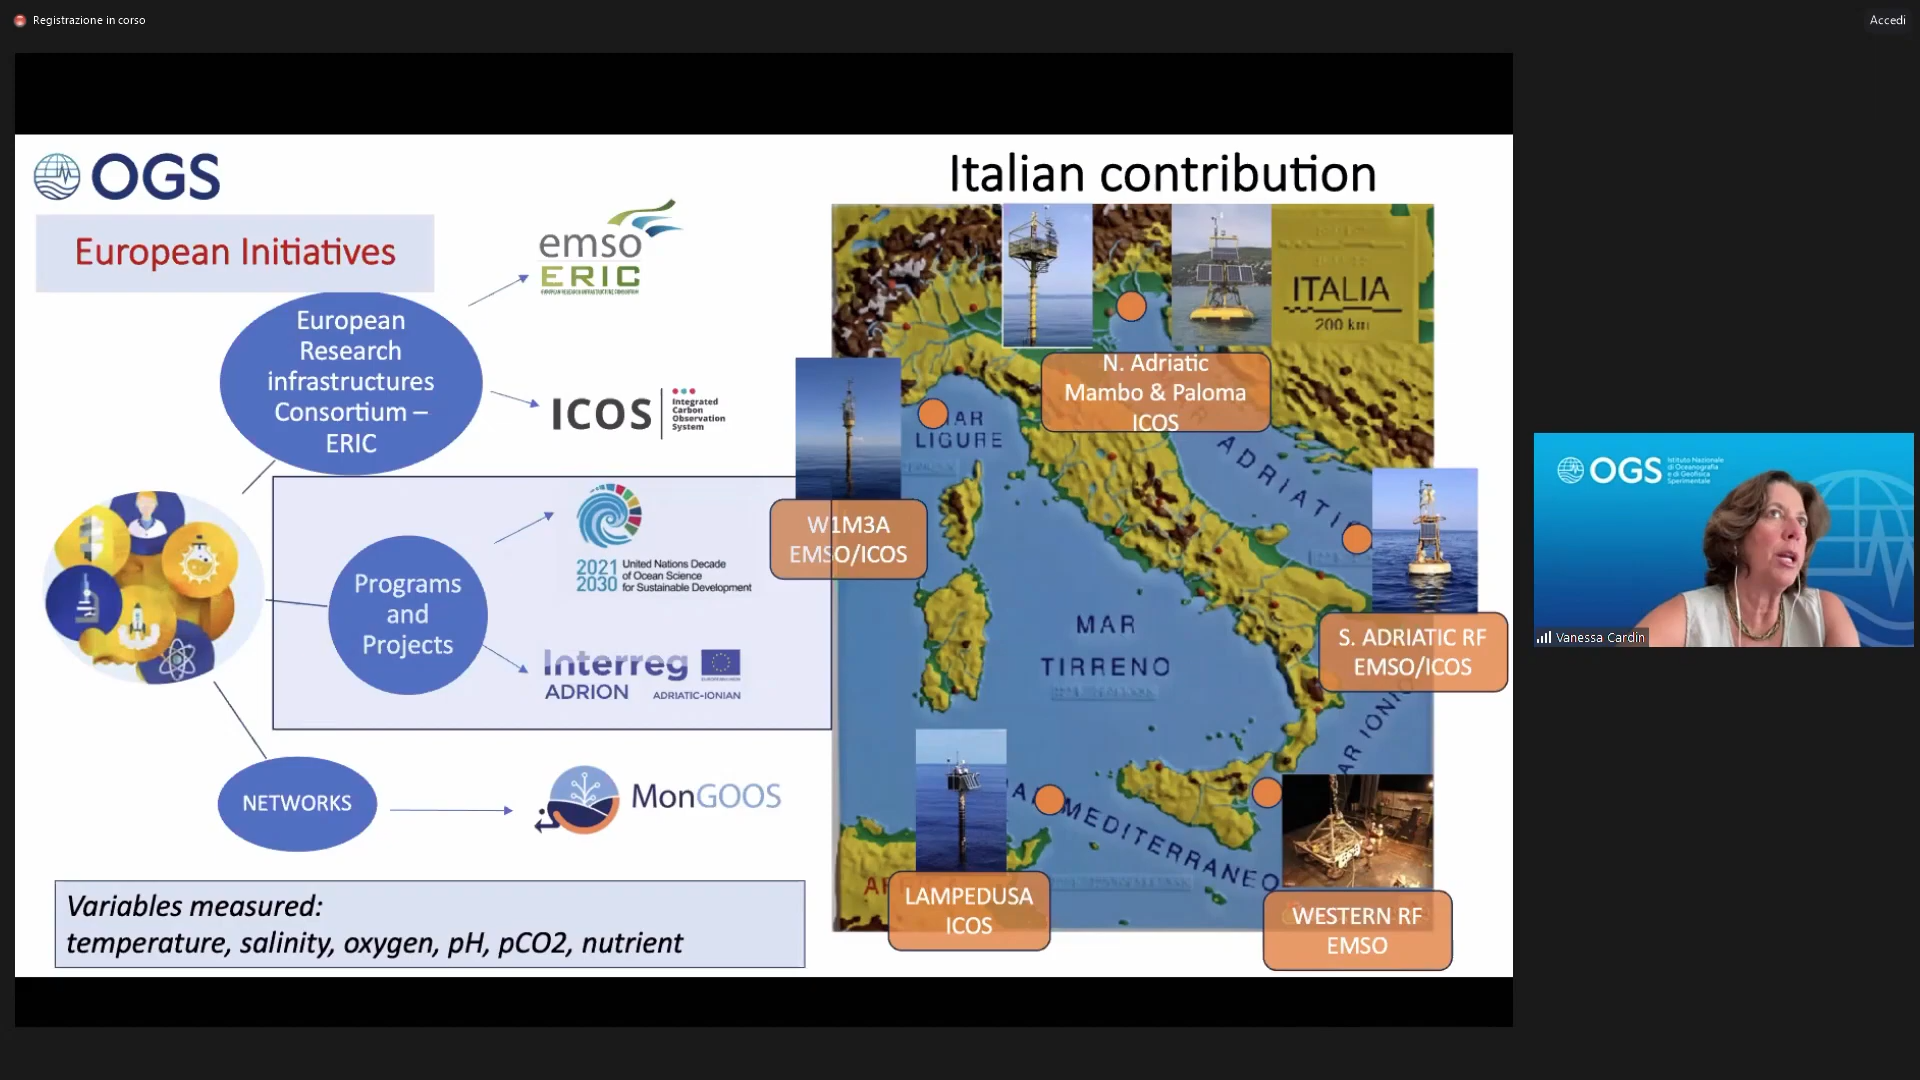 Registrazione in corso
Accedi
OGS
Italian contribution
European Initiatives
European
Research
infrastructures
Consortium –
ERIC
emso
ERIC
EUROPEAN RESEARCH INFRASTRUCTURE CONSORTIUM
ICOS
Integrated
Carbon
Observation
System
Programs
and
Projects
2021
2030
United Nations Decade
of Ocean Science
for Sustainable Development
Interreg
ADRION
ADRIATIC-IONIAN
NETWORKS
MonGOOS
Variables measured:
temperature, salinity, oxygen, pH, pCO2, nutrient
ITALIA
200 km
N. Adriatic
Mambo & Paloma
ICOS
LIGURE
W1M3A
EMSO/ICOS
MAR
TIRRENO
S. ADRIATIC RF
EMSO/ICOS
MEDITERRANEO
LAMPEDUSA
ICOS
WESTERN RF
EMSO
OGS
Istituto Nazionale
di Oceanografia
e di Geofisica
Sperimentale
Vanessa Cardin